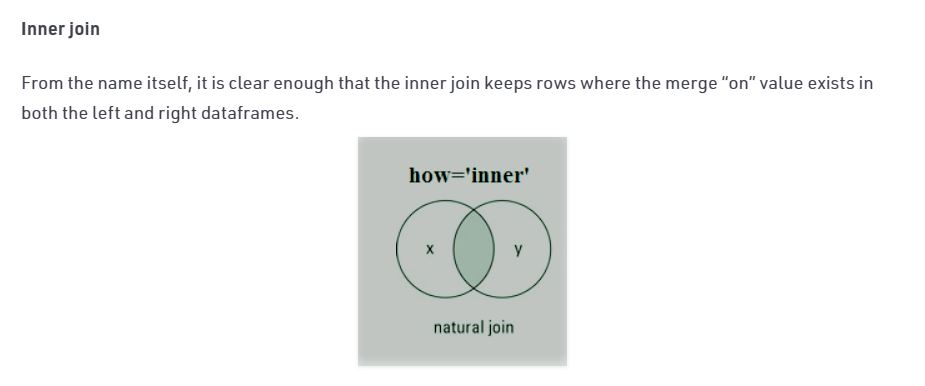 Inner join
From the name itself, it is clear enough that the inner join keeps rows where the merge “on” value exists in
both the left and right dataframes.
how='inner'
x y
natural join